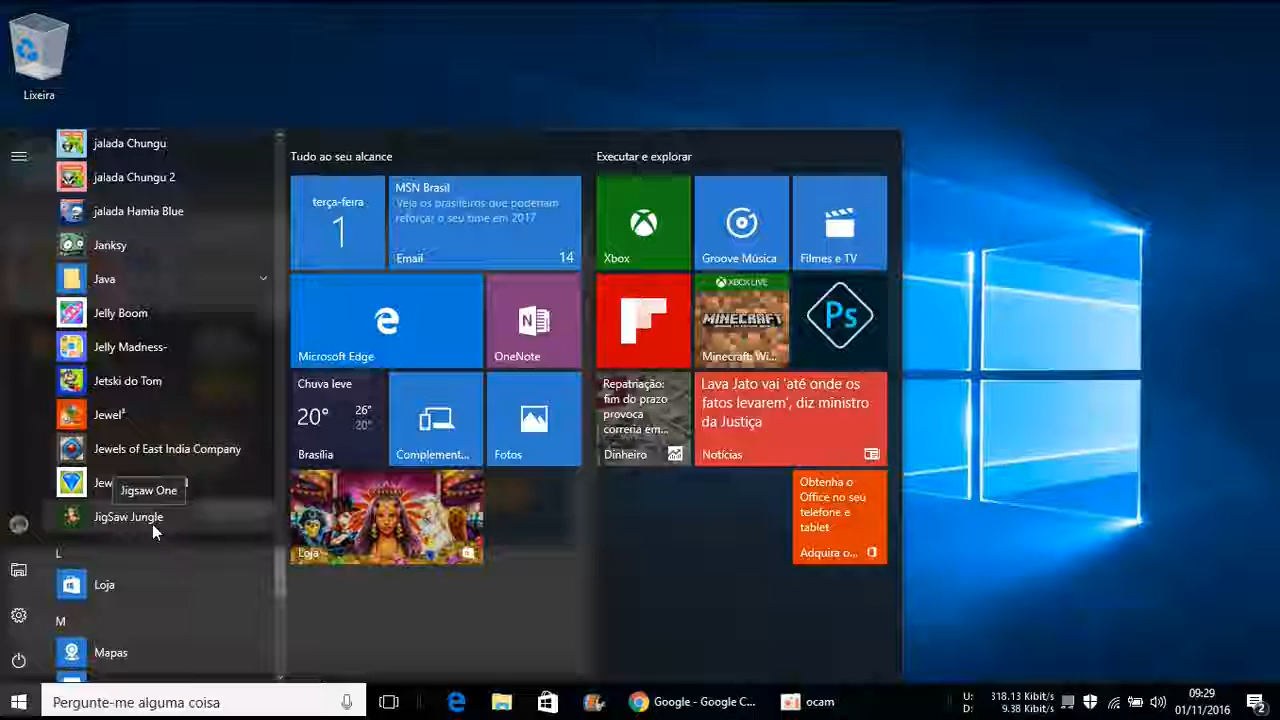 Lixeira
jalada Chungu
jalada Chungu 2
jalada Hamia Blue
Janksy
Java
Jelly Boom
Jelly Madness-
Jetski do Tom
Jewel³
Jewels of East India Company
Jigsaw One
JigSaw Jungle
L
Loja
M
Mapas
Tudo ao seu alcance
terça-feira
1
MSN Brasil
Veja os brasileiros que poderiam
reforçar o seu time em 2017
Email 14
Microsoft Edge
OneNote
Chuva leve
20° 26°
20°
Brasília
Complement...
Fotos
Loja
Executar e explorar
Xbox
Groove Música
Filmes e TV
XBOX LIVE
MINECRAFT
Minecraft: Wi...
Ps
Repatriação:
fim do prazo
provoca
correria em...
Dinheiro
Lava Jato vai 'até onde os
fatos levarem', diz ministro
da Justiça
Notícias
Obtenha o
Office no seu
telefone e
tablet
Adquira o...
Pergunte-me alguma coisa
Google - Google C...
ocam
U: 318.13 Kibit/s
D: 9.38 Kibit/s
09:29
01/11/2016
2